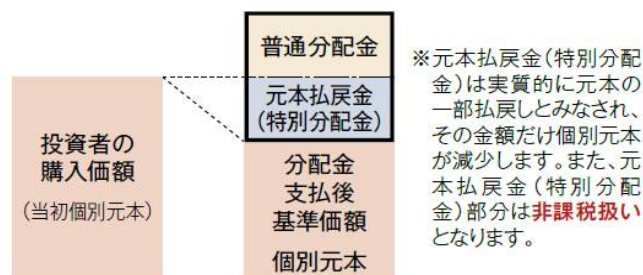 投資者の
購入価額
(当初個別元本)
普通分配金
元本払戻金
(特別分配金)
分配金
支払後
基準価額
個別元本
※元本払戻金(特別分配
金)は実質的に元本の
一部払戻しとみなされ、
その金額だけ個別元本
が減少します。また、元
本払戻金(特別分配
金)部分は非課税扱い
となります。